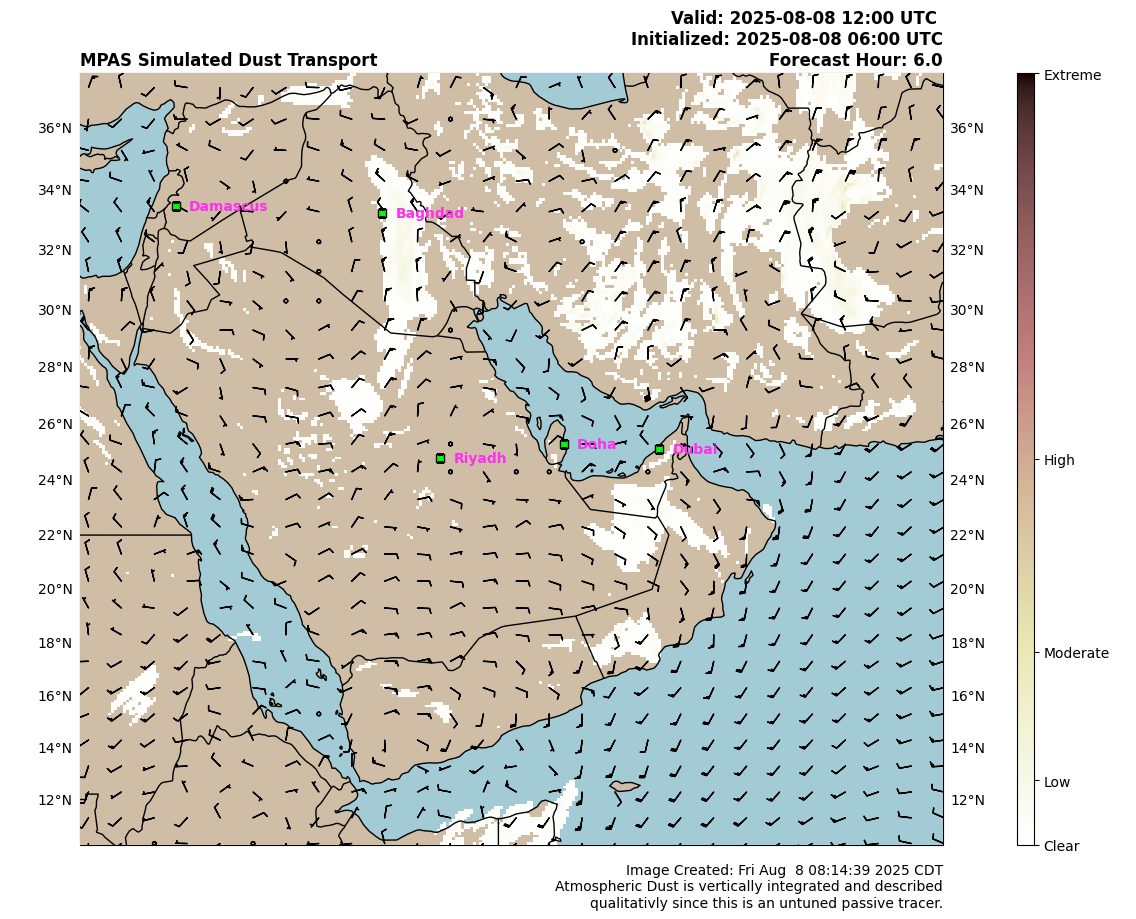 Valid: 2025-08-08 12:00 UTC
Initialized: 2025-08-08 06:00 UTC
MPAS Simulated Dust Transport
Forecast Hour: 6.0
Extreme
36°N
36°N
34°N
34°N
Damascus
Baghdad
32°N
32°N
30°N
30°N
28°N
28°N
26°N
26°N
Doha
Dubai
Riyadh
High
24°N
24°N
22°N
22°N
20°N
20°N
18°N
18°N
Moderate
16°N
16°N
14°N
14°N
12°N
12°N
Low
Clear
Image Created: Fri Aug  8 08:14:39 2025 CDT
Atmospheric Dust is vertically integrated and described
qualitativly since this is an untuned passive tracer.